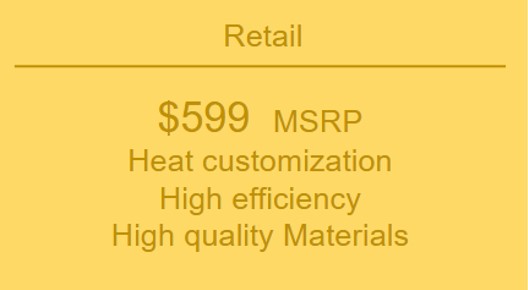 Retail
$599 MSRP
Heat customization
High efficiency
High quality Materials